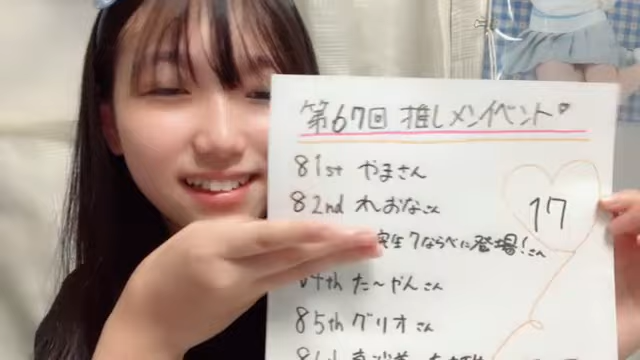 第67回 推しメンイベント
81st やまさん
82nd れおなさん
実生7ならべに登場!さん
17
84th た〜やんさん
85th グリオさん